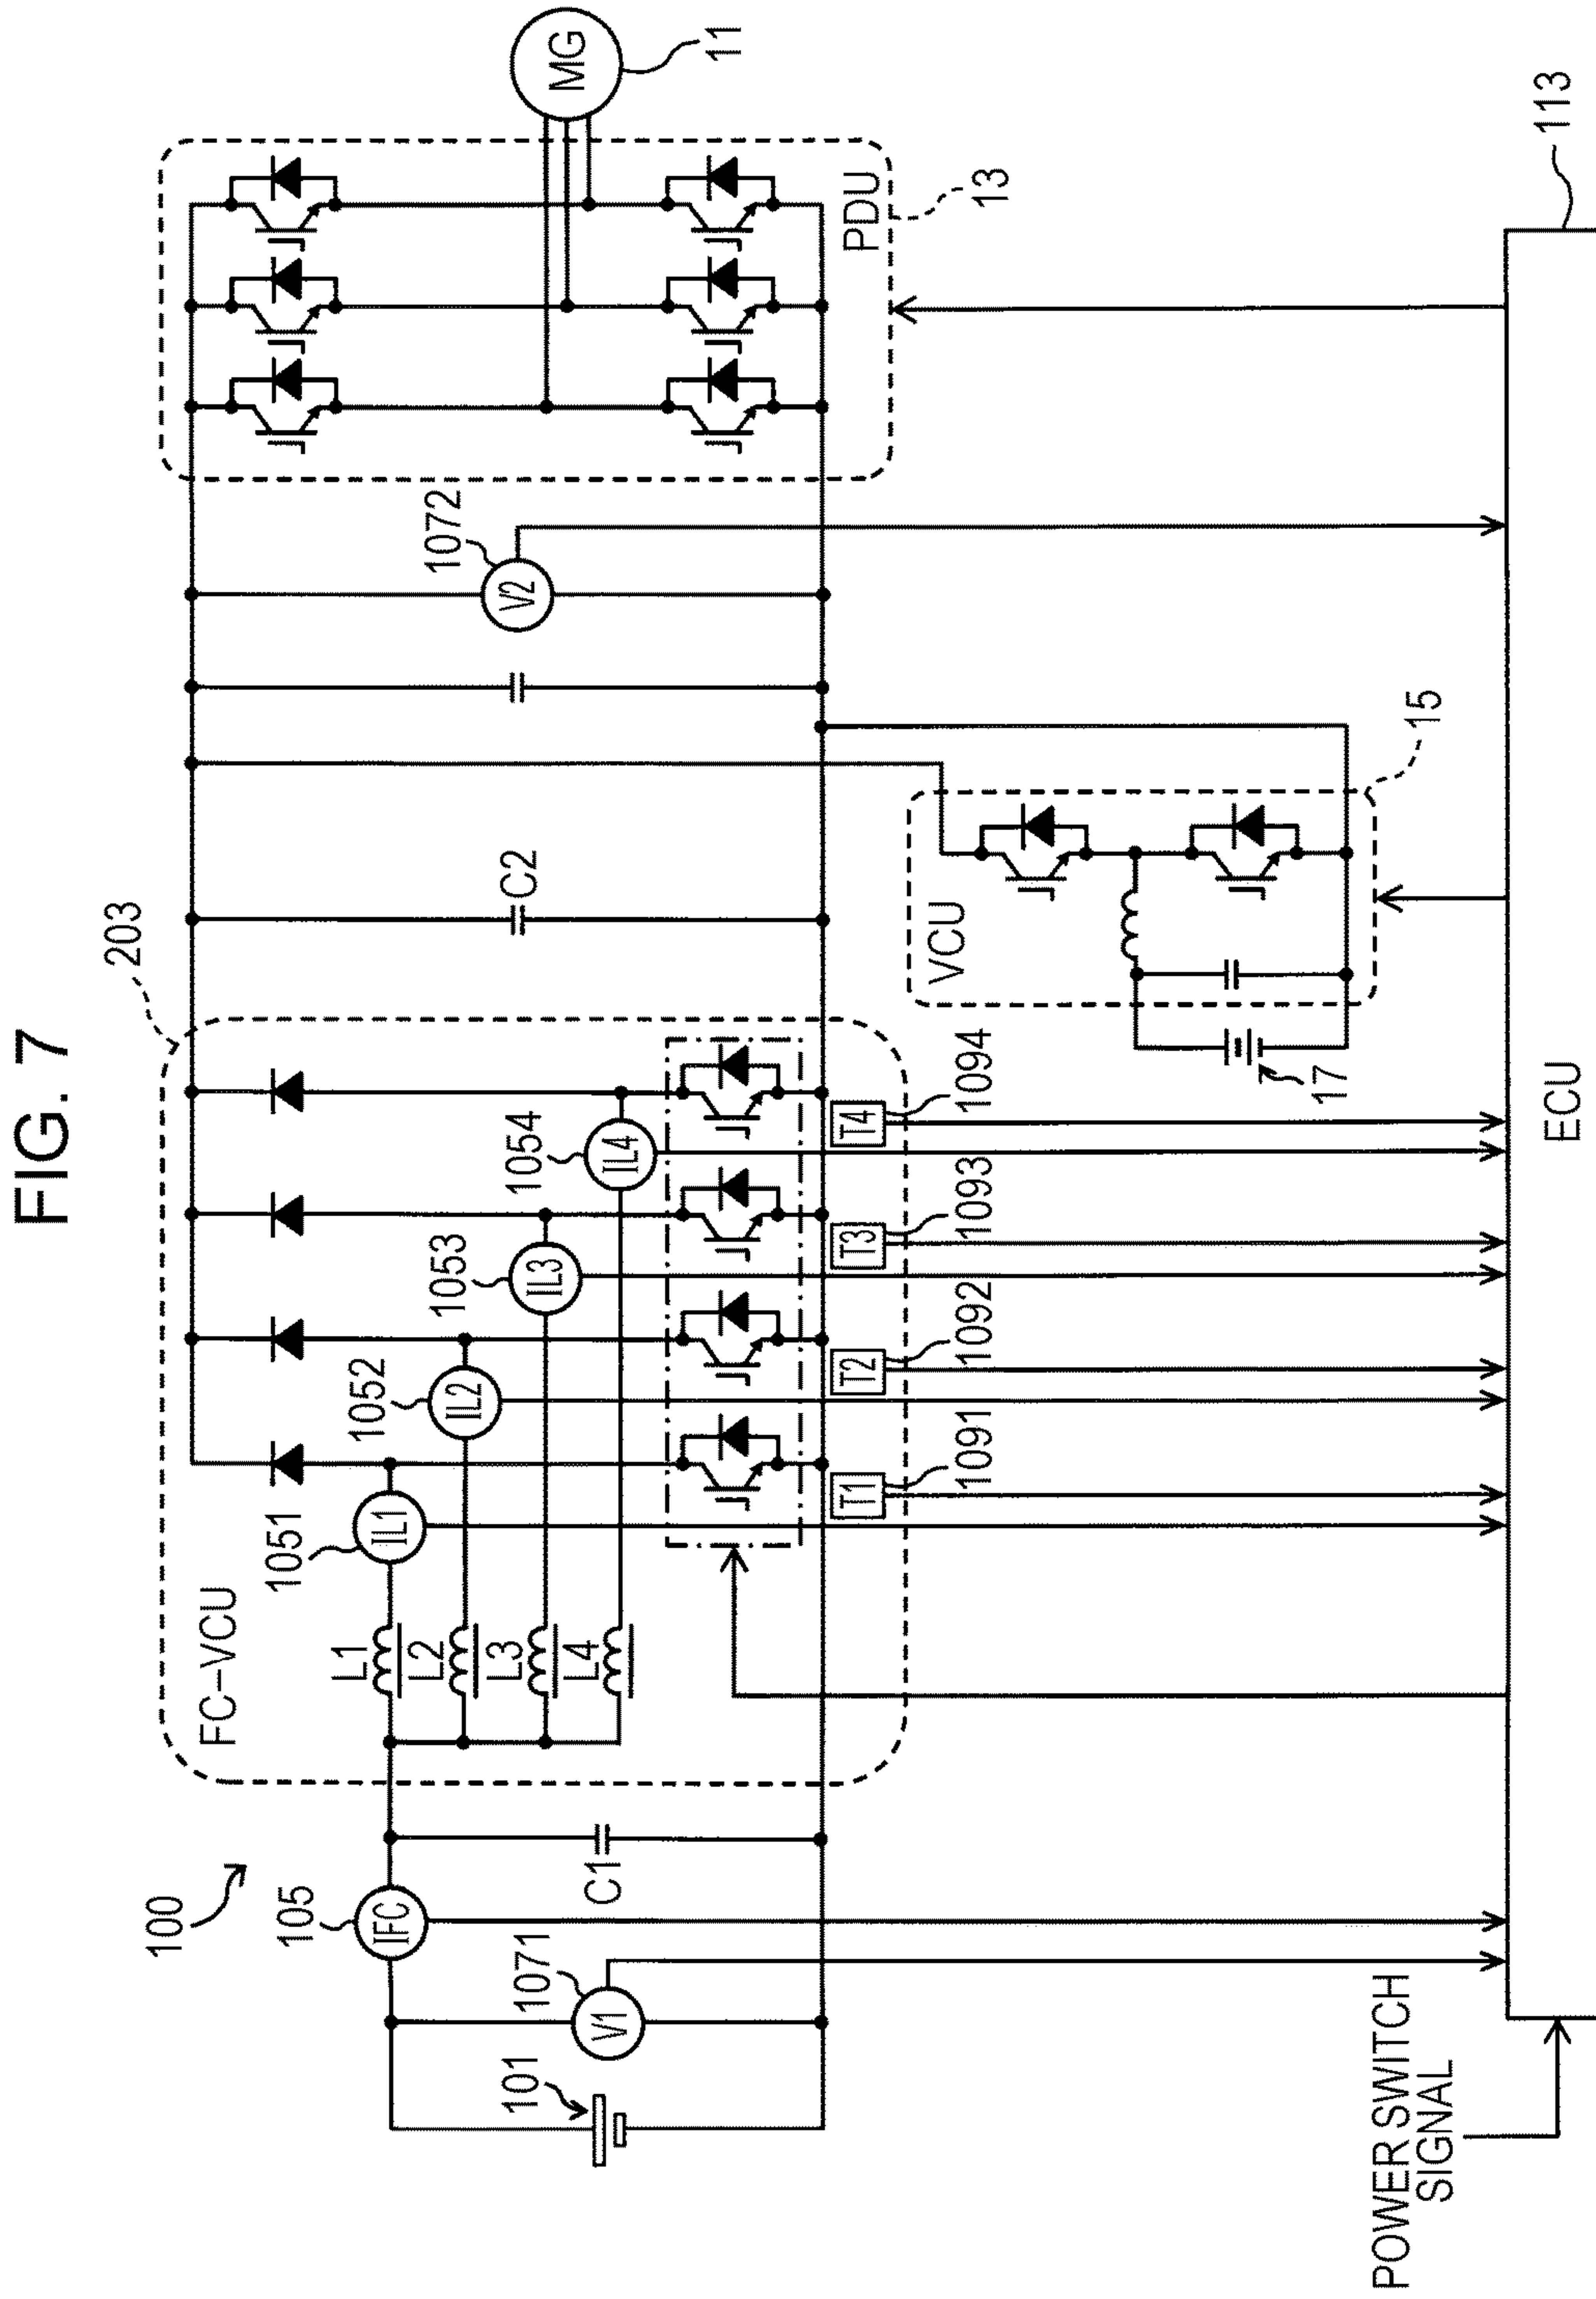 FIG. 7
100
203
FC-VCU
105
IFC
1071
V1
101
C1
L1
L2
L3
L4
1051
IL1
1052
IL2
1053
IL3
1054
IL4
C2
1072
V2
MG
11
PDU
13
T1
1091
T2
1092
T3
1093
T4
1094
VCU
15
17
ECU
113
POWER SWITCH
SIGNAL